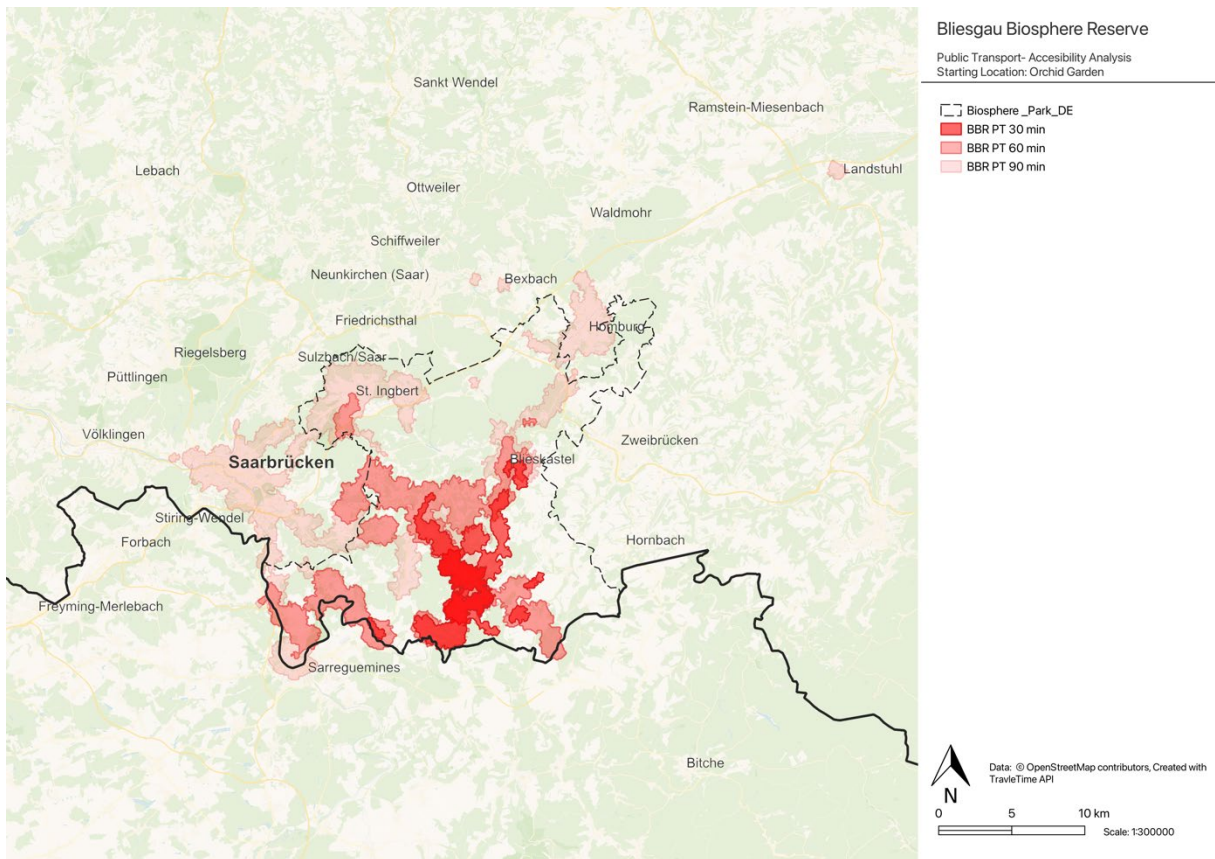 Bliesgau Biosphere Reserve
Public Transport- Accesibility Analysis
Starting Location: Orchid Garden
Biosphere _Park_DE
BBR PT 30 min
BBR PT 60 min
BBR PT 90 min
Sankt Wendel
Ramstein-Miesenbach
Lebach
Landstuhl
Ottweiler
Waldmohr
Schiffweiler
Neunkirchen (Saar)
Bexbach
Friedrichsthal
Homburg
Riegelsberg
Sulzbach/Saar
Püttlingen
St. Ingbert
Völklingen
Zweibrücken
Saarbrücken
Blieskastel
Stiring-Wendel
Forbach
Hornbach
Freyming-Merlebach
Sarreguemines
Bitche
N
Data: © OpenStreetMap contributors, Created with
TravleTime API
0 5 10 km
Scale: 1:300000